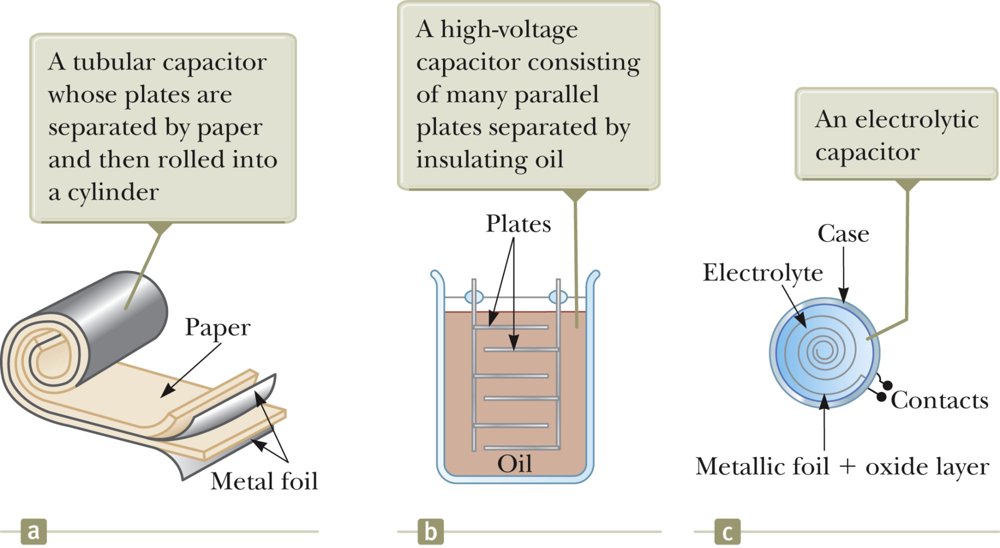 A tubular capacitor
whose plates are
separated by paper
and then rolled into
a cylinder
Paper
Metal foil
a
A high-voltage
capacitor consisting
of many parallel
plates separated by
insulating oil
Plates
Oil
b
An electrolytic
capacitor
Case
Electrolyte
Contacts
Metallic foil + oxide layer
c